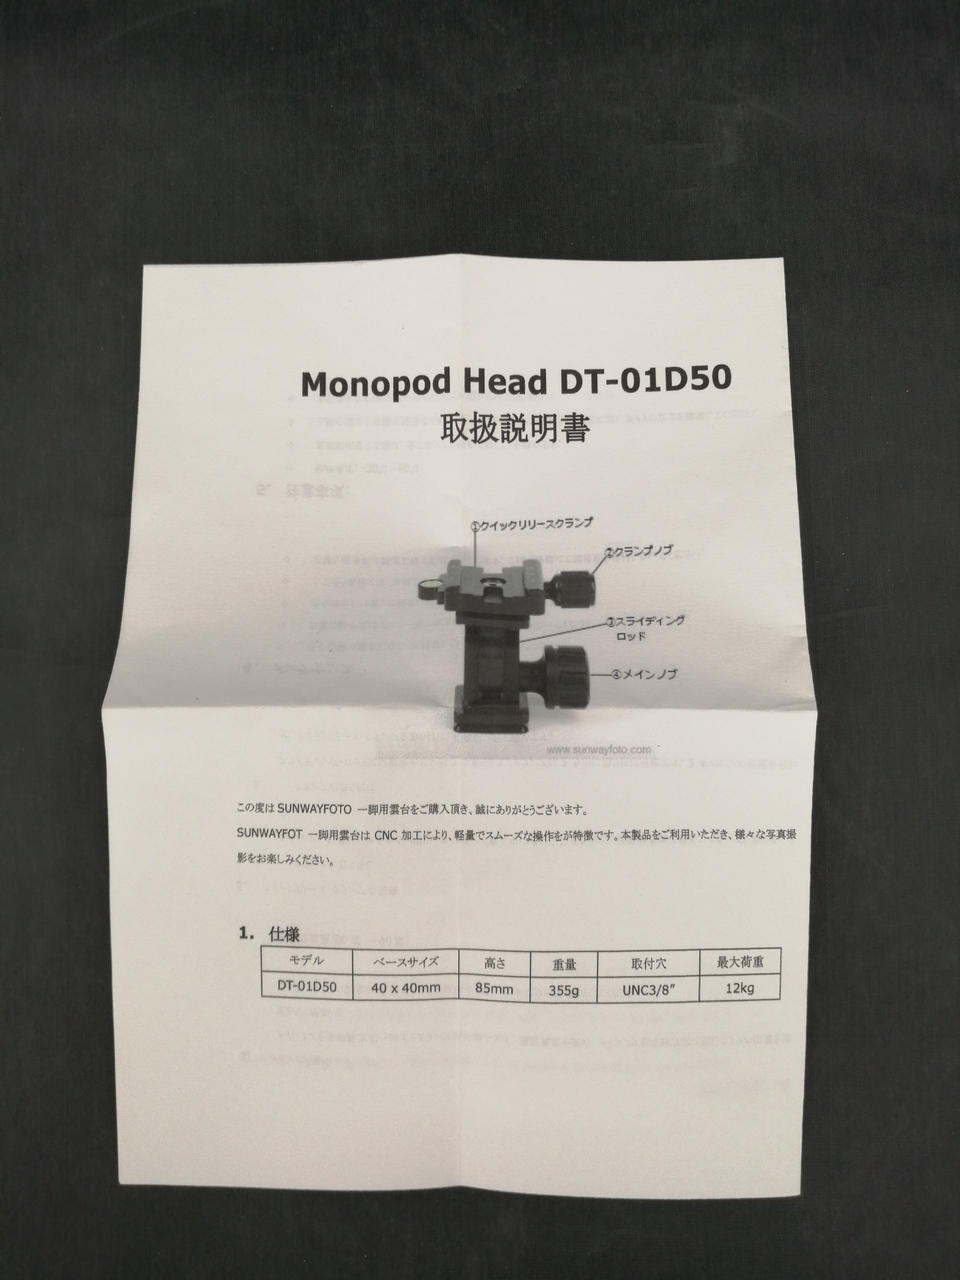 Monopod Head DT-01D50
取扱説明書
①クイックリリースクランプ
②クランプノブ
③スライディング
ロッド
④メインノブ
www.sunwayfoto.com
この度は SUNWAYFOTO 一脚用雲台をご購入頂き、誠にありがとうございます。
SUNWAYFOT 一脚用雲台は CNC 加工により、軽量でスムーズな操作をが特徴です。本製品をご利用いただき、様々な写真撮
影をお楽しみください。
1. 仕様
モデル ベースサイズ 高さ 重量 取付穴 最大荷重
DT-01D50 40 x 40mm 85mm 355g UNC3/8” 12kg